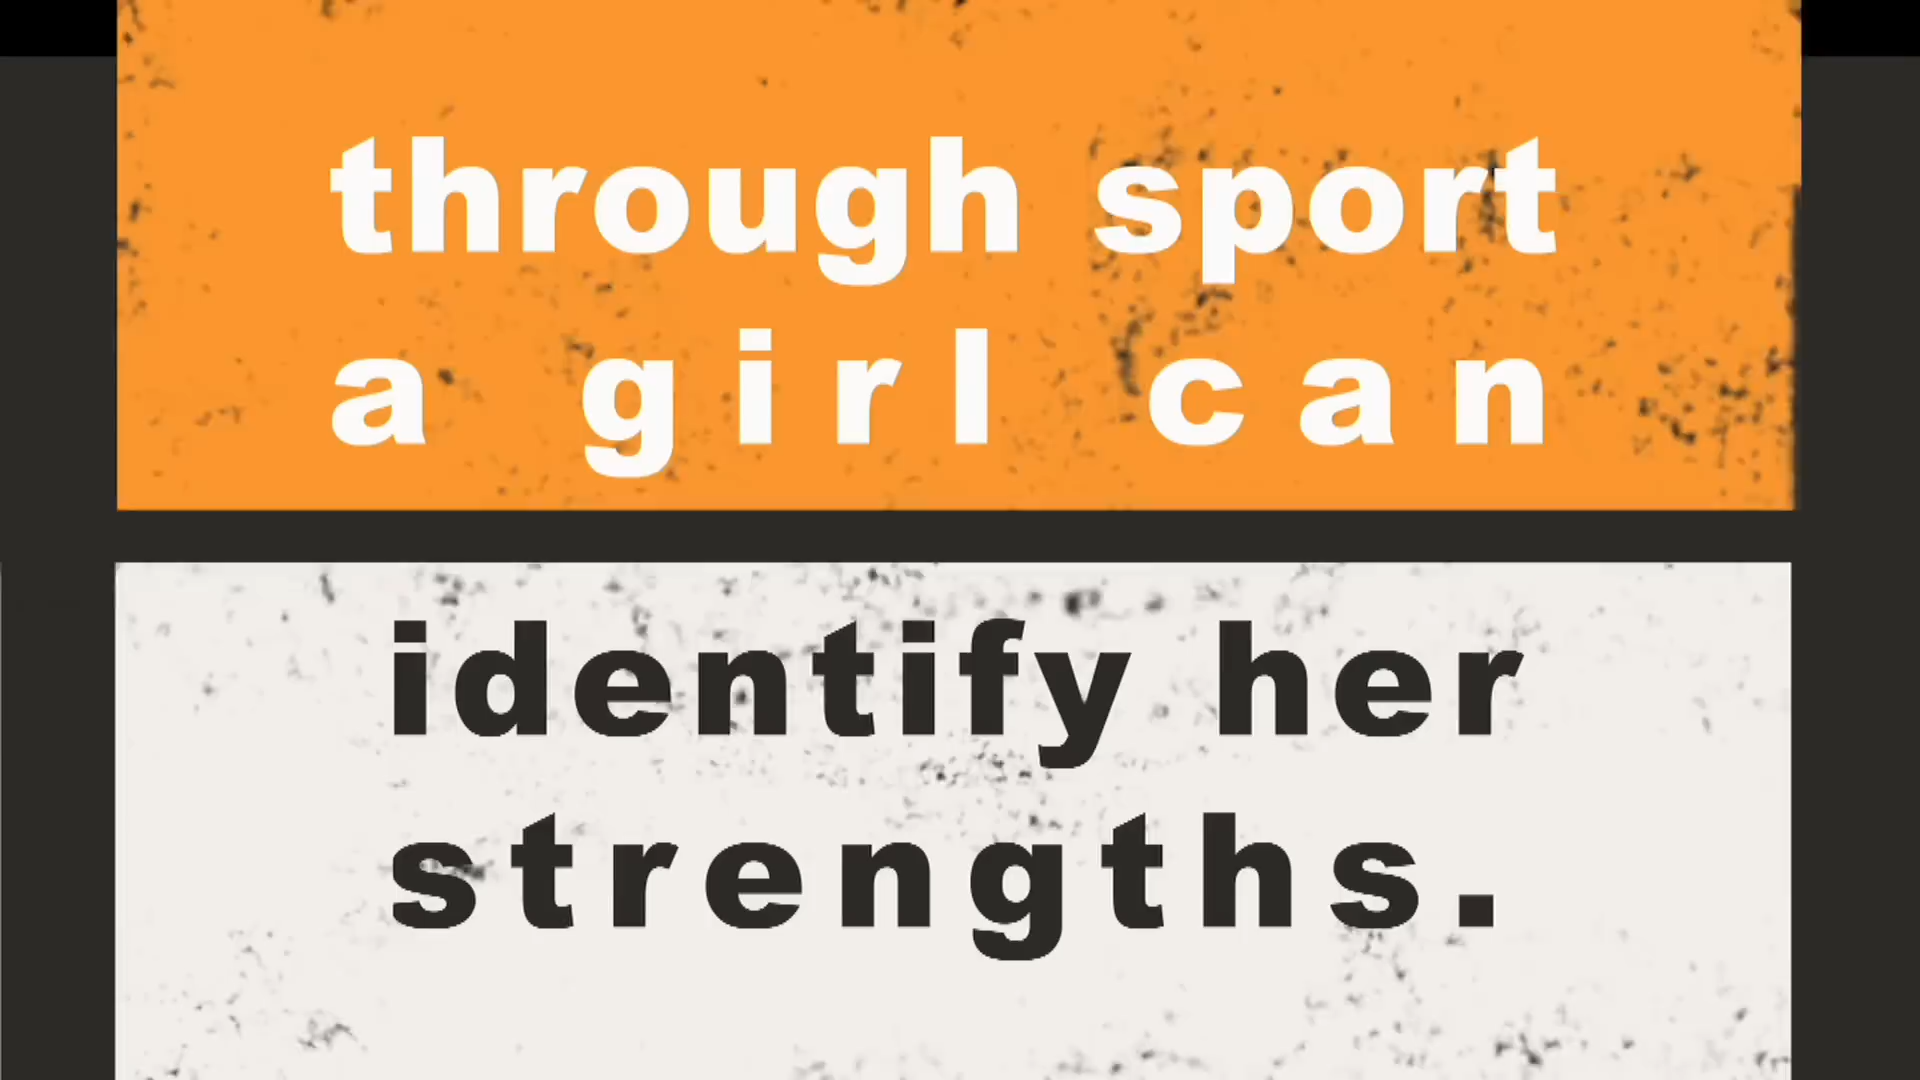 through sport
a girl can
identify her
strengths.